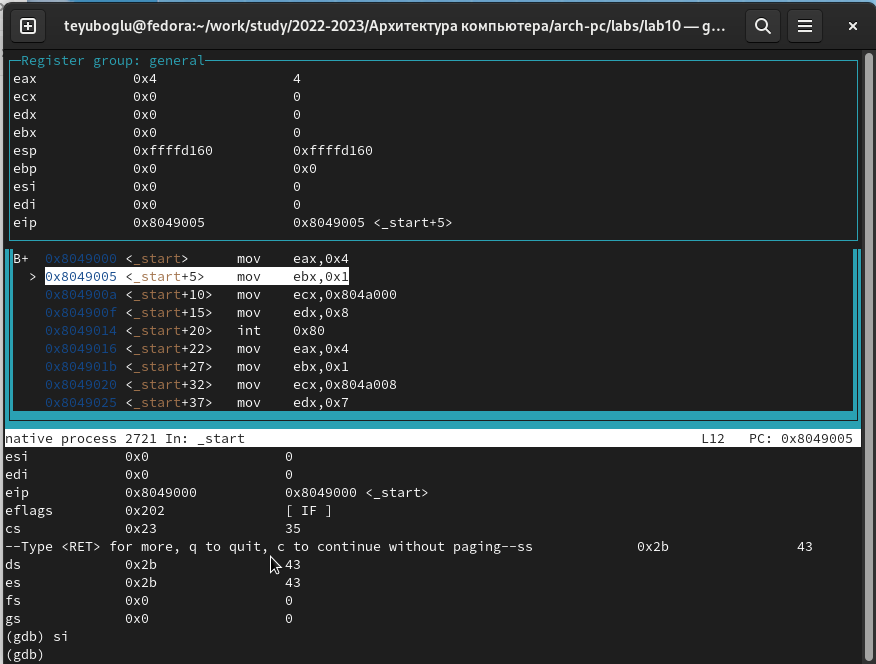 teyuboglu@fedora:~/work/study/2022-2023/Архитектура компьютера/arch-pc/labs/lab10 — g...
Register group: general
eax 0x4 4
ecx 0x0 0
edx 0x0 0
ebx 0x0 0
esp 0xffffd160 0xffffd160
ebp 0x0 0x0
esi 0x0 0
edi 0x0 0
eip 0x8049005 0x8049005 <_start+5>
B+ 0x8049000 <_start> mov eax,0x4
> 0x8049005 <_start+5> mov ebx,0x1
0x804900a <_start+10> mov ecx,0x804a000
0x804900f <_start+15> mov edx,0x8
0x8049014 <_start+20> int 0x80
0x8049016 <_start+22> mov eax,0x4
0x804901b <_start+27> mov ebx,0x1
0x8049020 <_start+32> mov ecx,0x804a008
0x8049025 <_start+37> mov edx,0x7
native process 2721 In: _start L12 PC: 0x8049005
esi 0x0 0
edi 0x0 0
eip 0x8049000 0x8049000 <_start>
eflags 0x202 [ IF ]
cs 0x23 35
--Type <RET> for more, q to quit, c to continue without paging--ss 0x2b 43
ds 0x2b 43
es 0x2b 43
fs 0x0 0
gs 0x0 0
(gdb) si
(gdb)